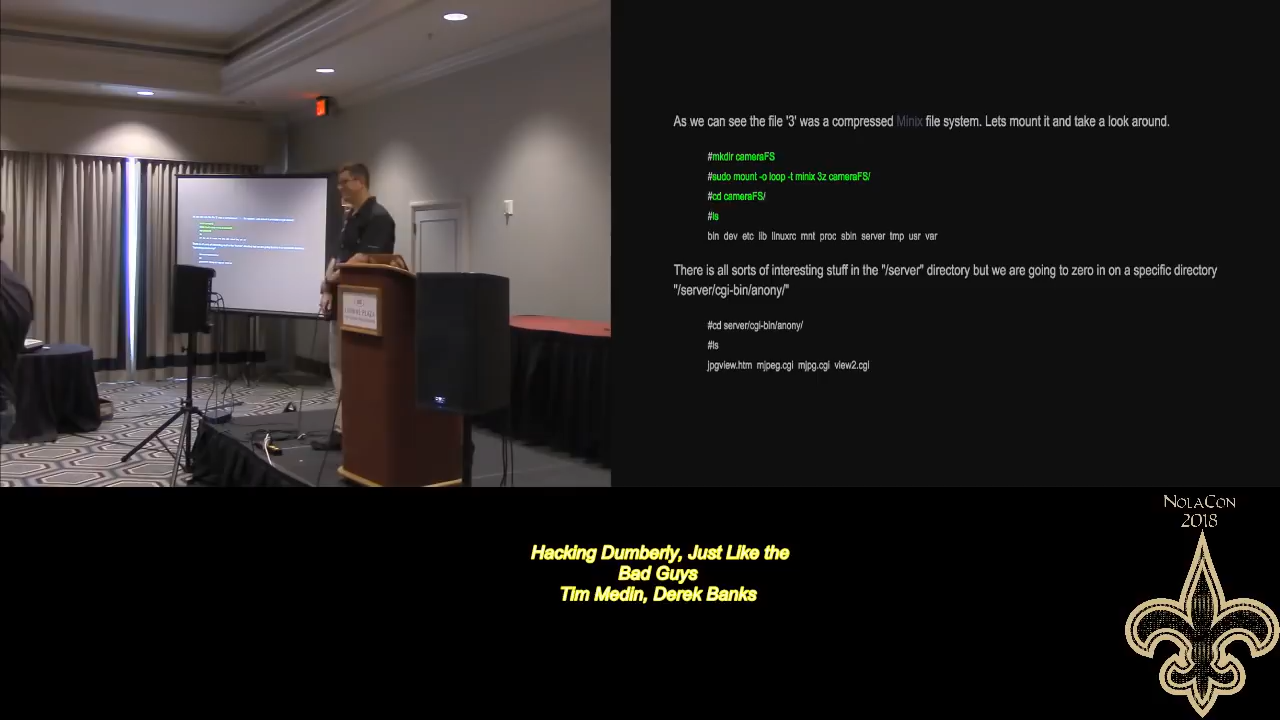 As we can see the file '3' was a compressed Minix file system. Lets mount it and take a look around.
#mkdir cameraFS
#sudo mount -o loop -t minix 3z cameraFS/
#cd cameraFS/
#ls
bin dev etc lib linuxrc mnt proc sbin server tmp usr var
There is all sorts of interesting stuff in the "/server" directory but we are going to zero in on a specific directory
"/server/cgi-bin/anony/"
#cd server/cgi-bin/anony/
#ls
jpgview.htm mjpeg.cgi mjpg.cgi view2.cgi
NOLACON
2018
Hacking Dumberly, Just Like the
Bad Guys
Tim Medin, Derek Banks